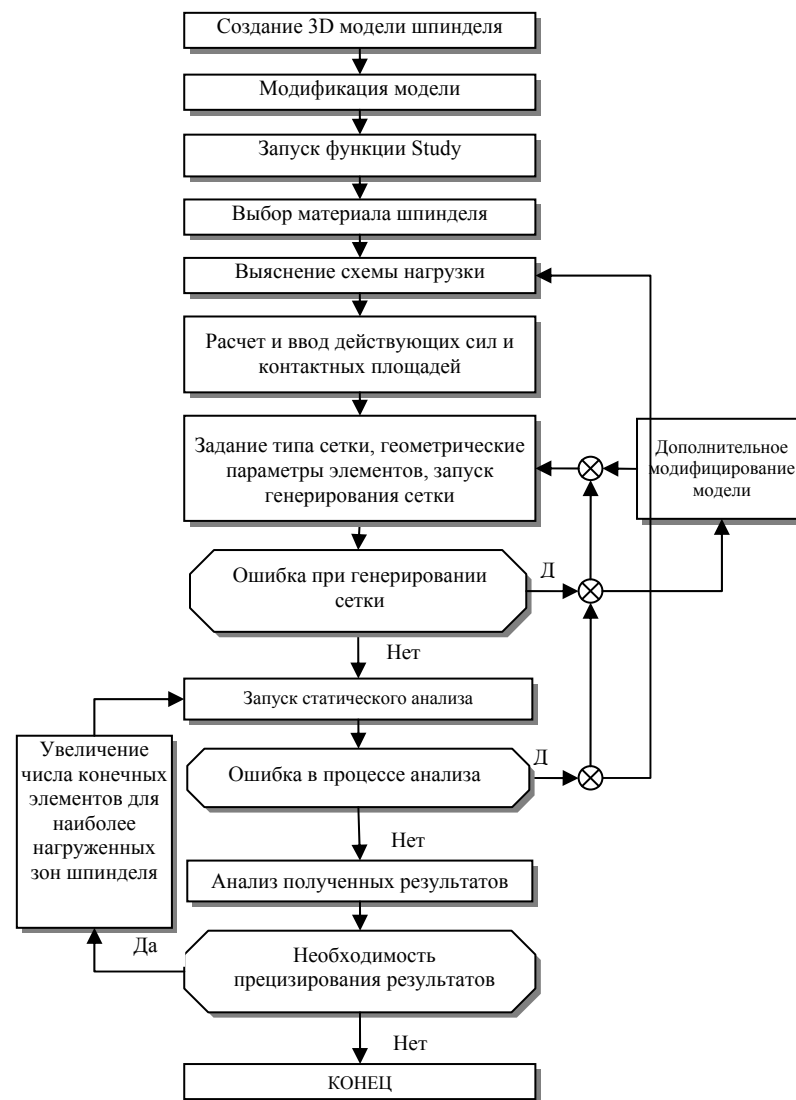 Создание 3D модели шпинделя
Модификация модели
Запуск функции Study
Выбор материала шпинделя
Выяснение схемы нагрузки
Расчет и ввод действующих сил и
контактных площадей
Задание типа сетки, геометрические
параметры элементов, запуск
генерирования сетки
Дополнительное
модифицирование
модели
Ошибка при генерировании
сетки
Д
Нет
Запуск статического анализа
Увеличение
числа конечных
элементов для
наиболее
нагруженных
зон шпинделя
Ошибка в процессе анализа
Д
Нет
Анализ полученных результатов
Да
Необходимость
прецизирования результатов
Нет
КОНЕЦ